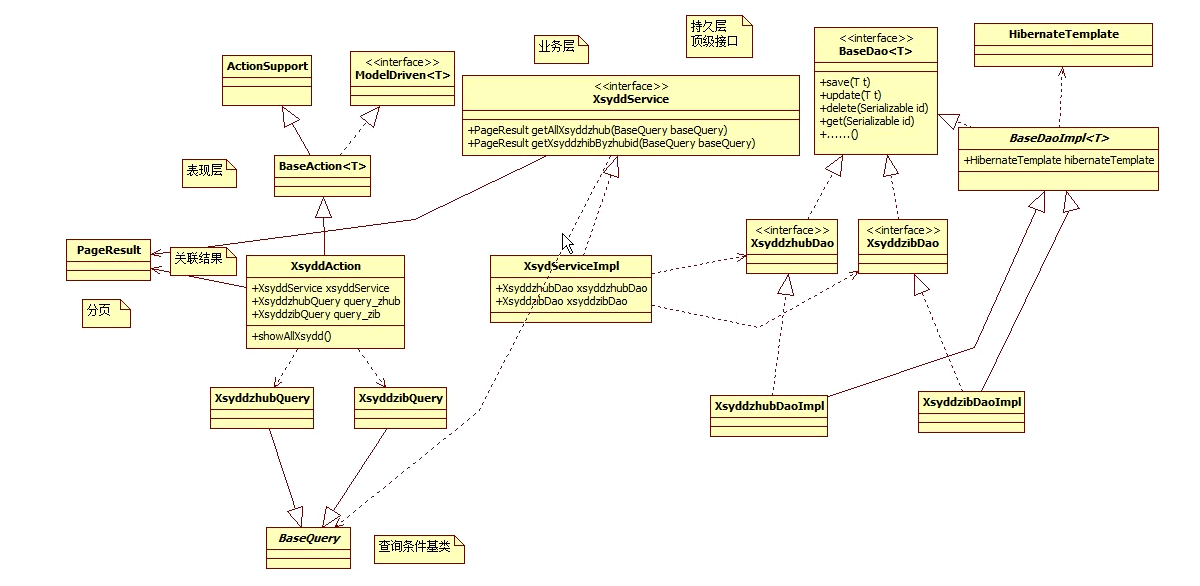 ActionSupport
<<interface>>
ModelDriven<T>
业务层
持久层
顶级接口
<<interface>>
BaseDao<T>
+save(T t)
+update(T t)
+delete(Serializable id)
+get(Serializable id)
+......()
HibernateTemplate
<<interface>>
XsyddService
+PageResult getAllXsyddzhub(BaseQuery baseQuery)
+PageResult getXsyddzhibByzhubid(BaseQuery baseQuery)
BaseDaoImpl<T>
+HibernateTemplate hibernateTemplate
表现层
BaseAction<T>
PageResult
关联结果
分页
XsyddAction
+XsyddService xsyddService
+Xsyddzhub​Query query_zhub
+XsyddzibQuery query_zib
+showAllXsydd()
XsydServiceImpl
+XsyddzhubDao xsyddzhubDao
+XsyddzibDao xsyddzibDao
<<interface>>
XsyddzhubDao
<<interface>>
XsyddzibDao
XsyddzhubQuery
XsyddzibQuery
XsyddzhubDaoImpl
XsyddzibDaoImpl
BaseQuery
查询条件基类